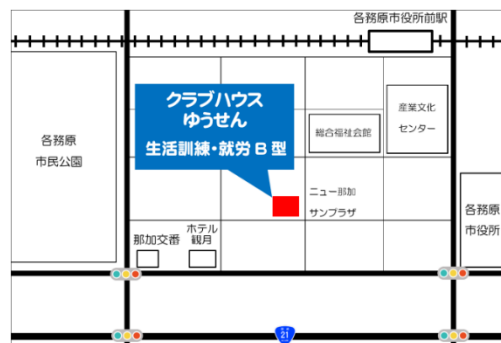 各務原市役所前駅
クラブハウス
ゆうせん
生活訓練・就労B型
各務原
市民公園
総合福祉会館
産業文化
センター
ニュー那加
サンプラザ
各務原
市役所
那加交番
ホテル
観月
21